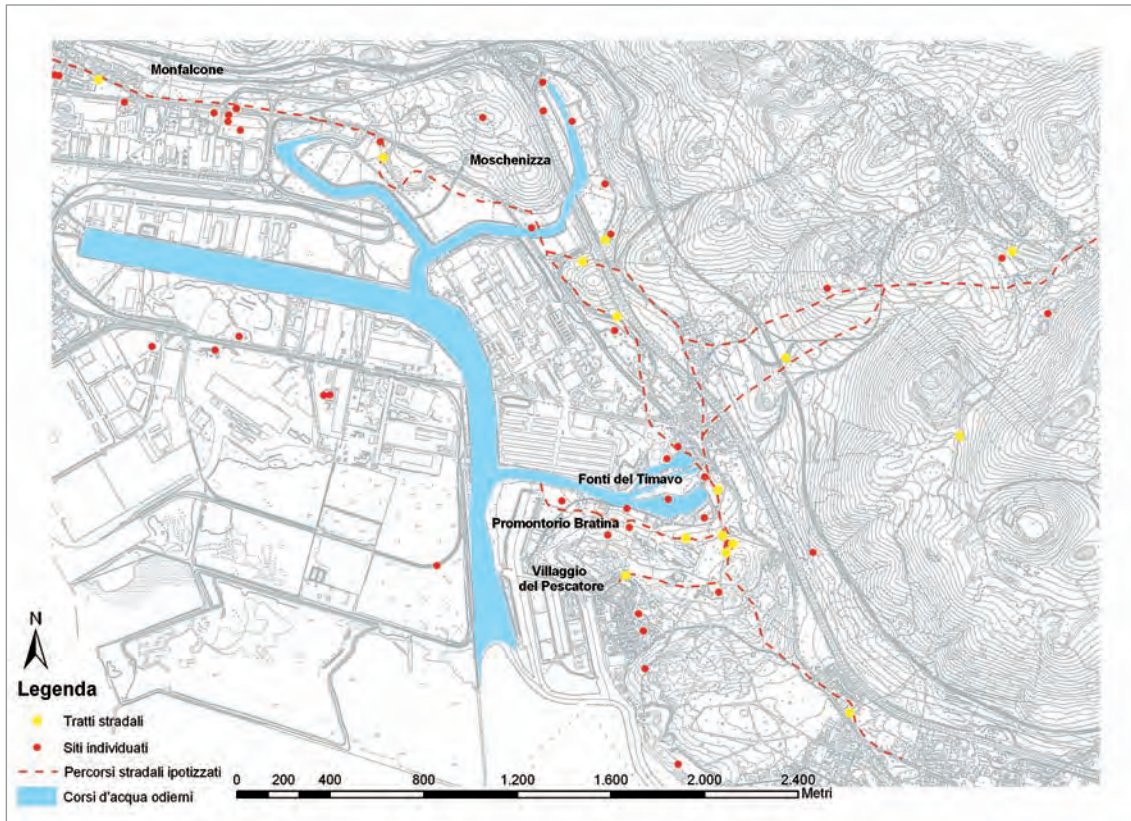 Monfalcone
Moschenizza
Fonti del Timavo
Promontorio Bratina
Villaggio
del Pescatore
N
Legenda
Tratti stradali
Siti individuati
Percorsi stradali ipotizzati
Corsi d'acqua odierni
0 200 400 800 1.200 1.600 2.000 2.400
Metri